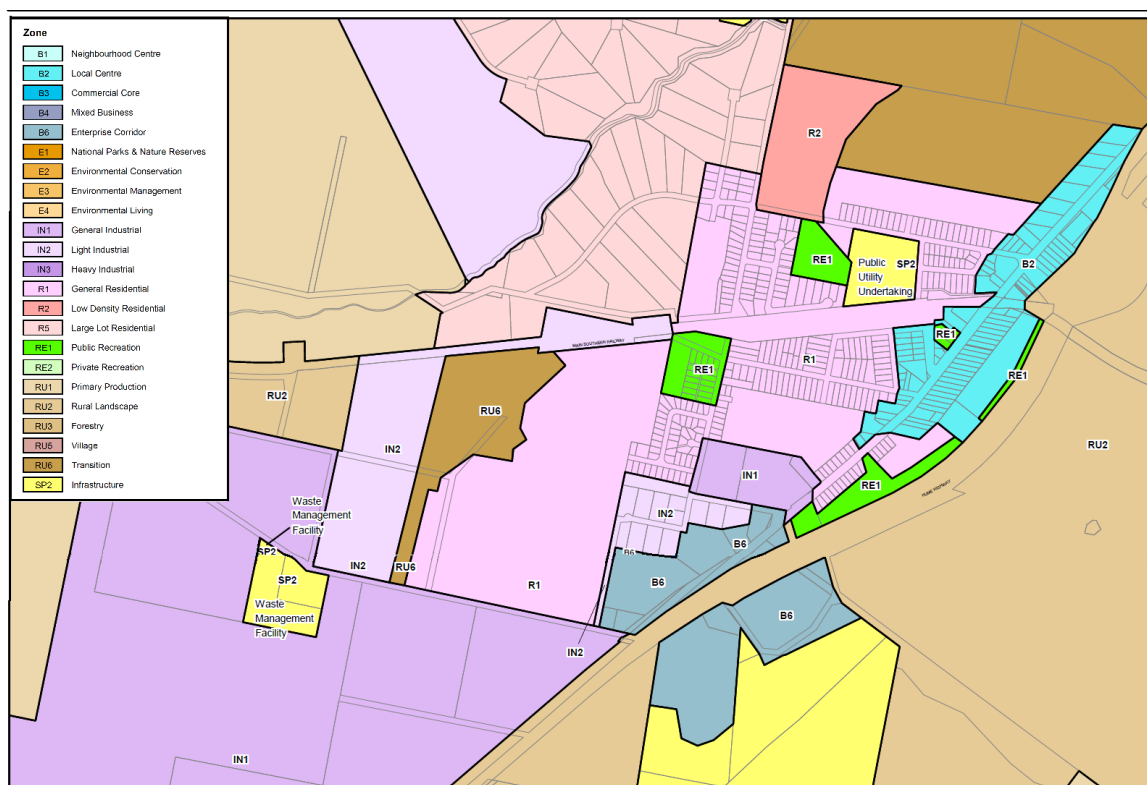 Zone
B1 Neighbourhood Centre
B2 Local Centre
B3 Commercial Core
B4 Mixed Business
B6 Enterprise Corridor
E1 National Parks & Nature Reserves
E2 Environmental Conservation
E3 Environmental Management
E4 Environmental Living
IN1 General Industrial
IN2 Light Industrial
IN3 Heavy Industrial
R1 General Residential
R2 Low Density Residential
R5 Large Lot Residential
RE1 Public Recreation
RE2 Private Recreation
RU1 Primary Production
RU2 Rural Landscape
RU3 Forestry
RU5 Village
RU6 Transition
SP2 Infrastructure
R2
RE1
Public
Utility
Undertaking
SP2
B2
MAIN SOUTHERN RAILWAY
RE1
R1
RE1
RE1
RU2
RU6
RU2
IN2
IN1
RE1
HUME HIGHWAY
Waste
Management
Facility
IN2
B6
B6
SP2
SP2
IN2
RU6
R1
B6
Waste
Management
Facility
B6
IN2
IN1